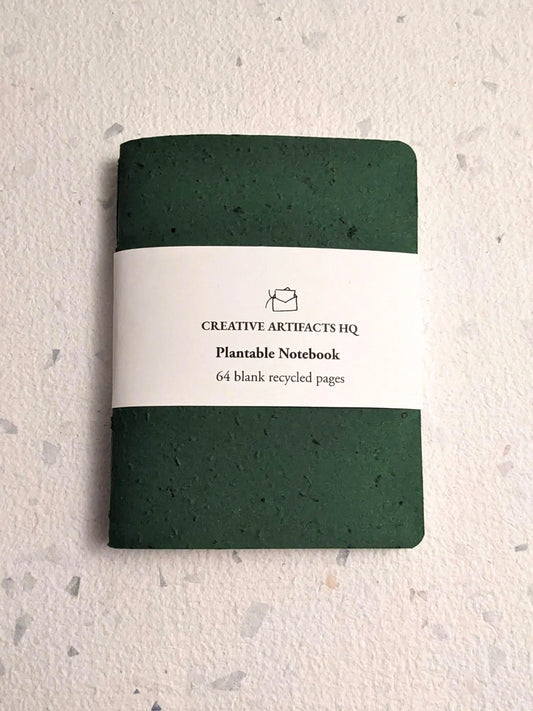 CREATIVE ARTIFACTS HQ
Plantable Notebook
64 blank recycled pages